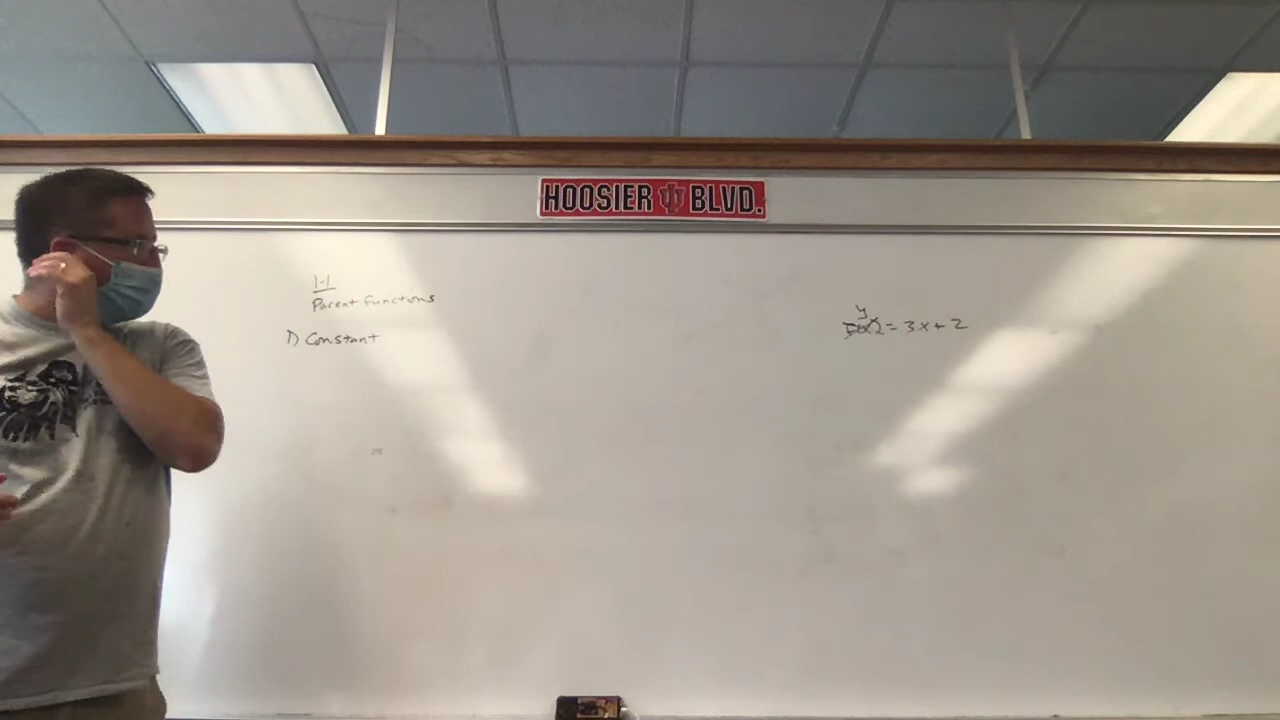 HOOSIER BLVD.
1-1
Parent Functions
1) Constant
y
= 3x + 2